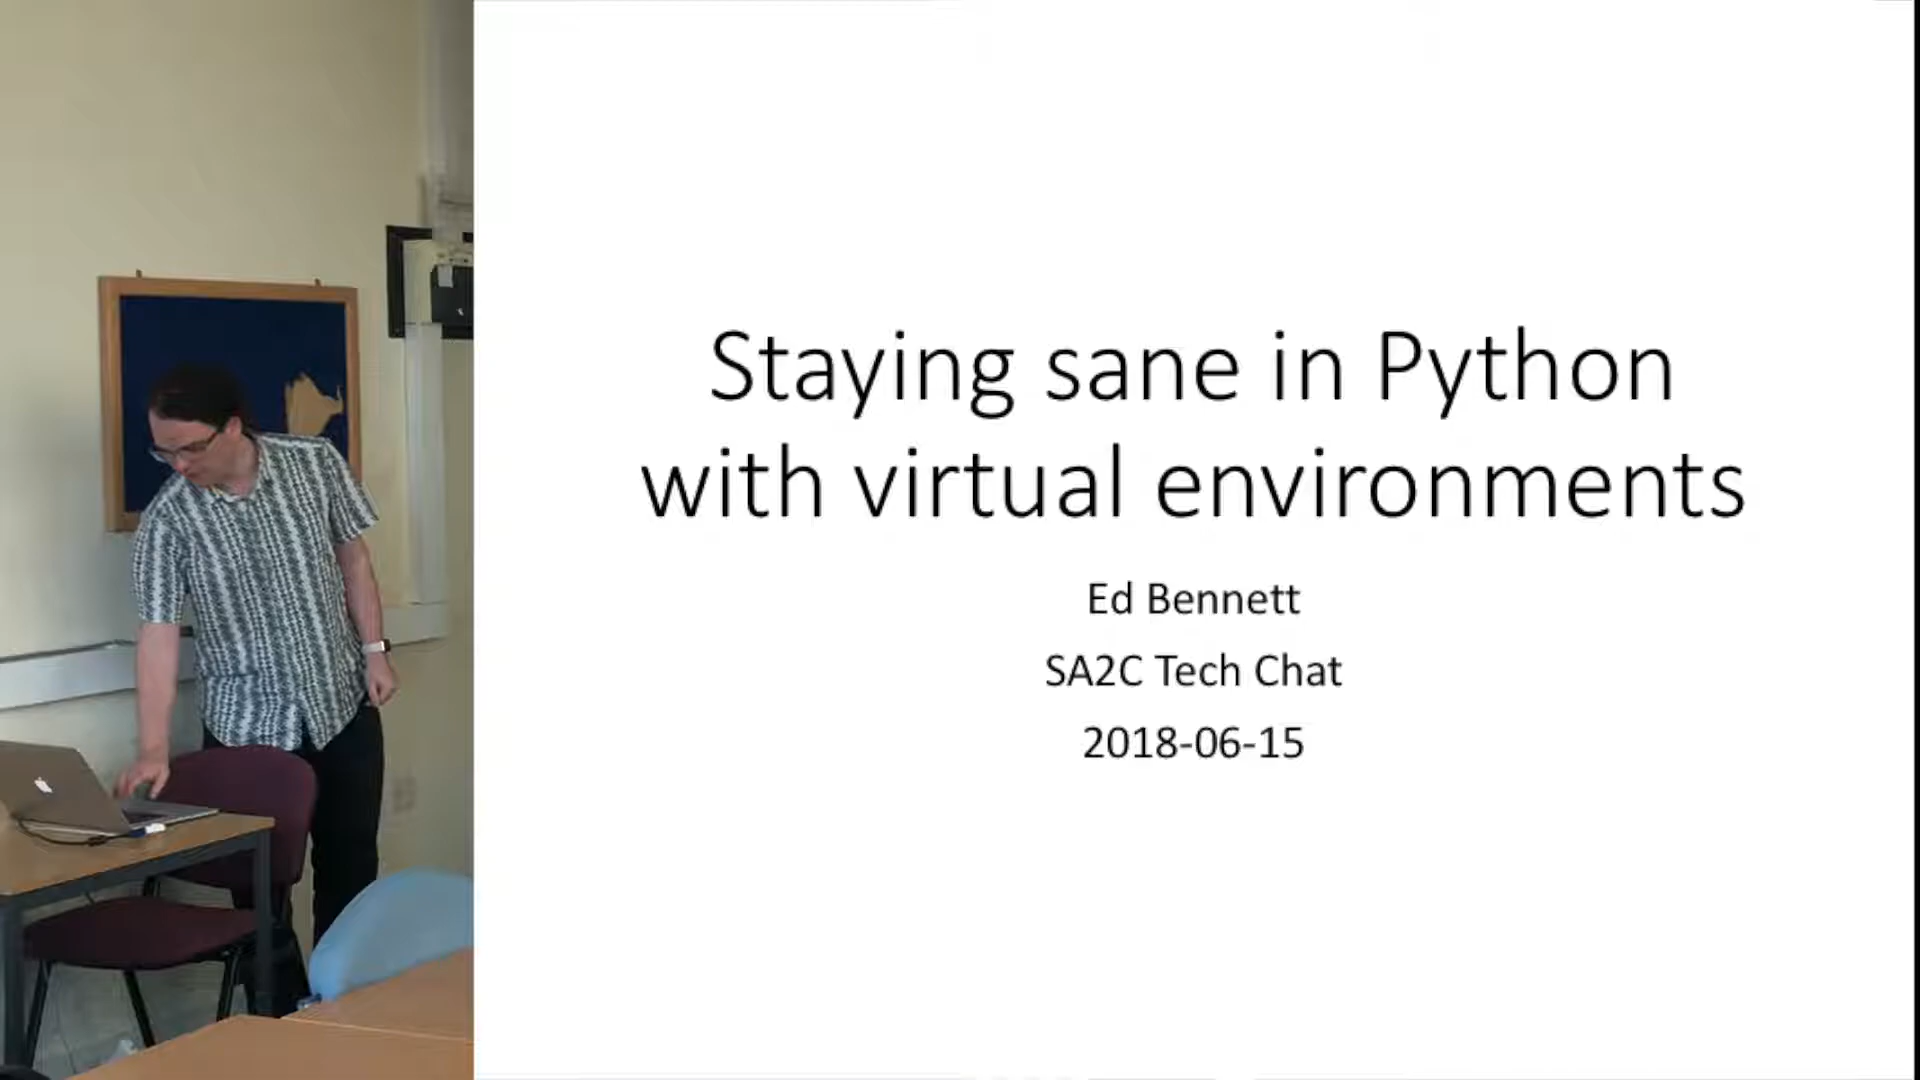 Staying sane in Python
with virtual environments
Ed Bennett
SA2C Tech Chat
2018-06-15